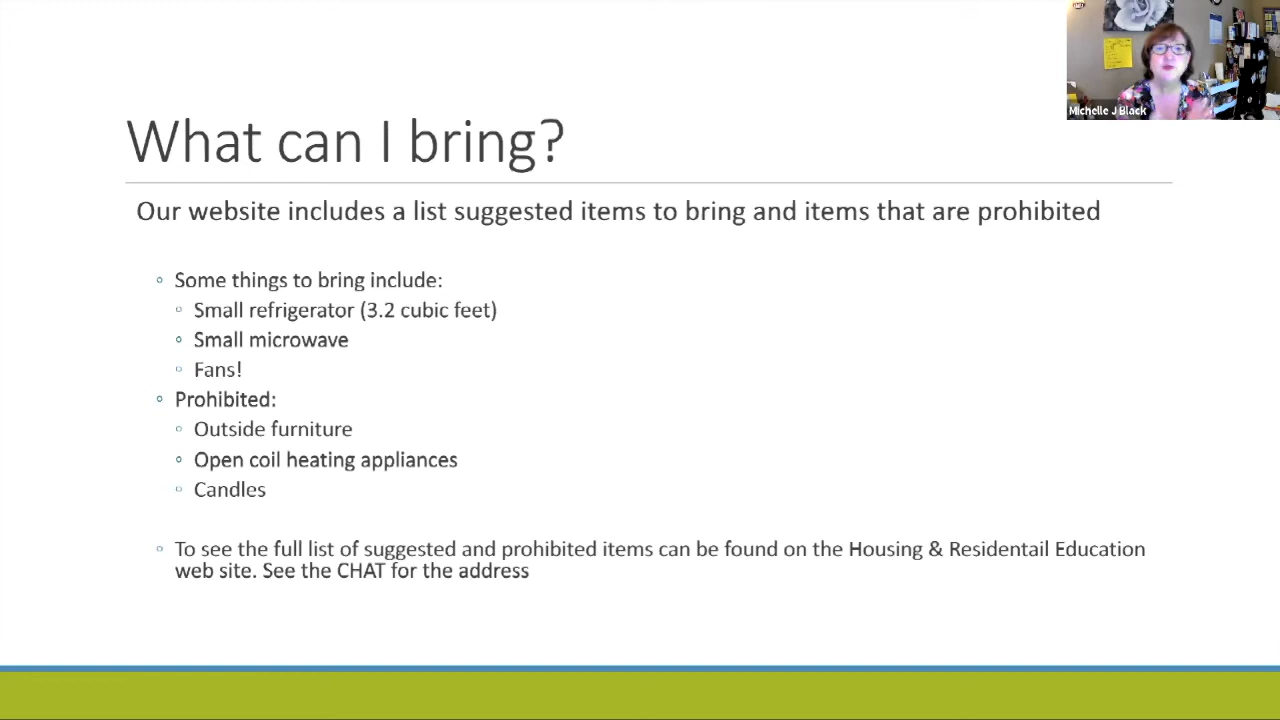 Michelle J Black
What can I bring?
Our website includes a list suggested items to bring and items that are prohibited
Some things to bring include:
Small refrigerator (3.2 cubic feet)
Small microwave
Fans!
Prohibited:
Outside furniture
Open coil heating appliances
Candles
To see the full list of suggested and prohibited items can be found on the Housing & Residentail Education
web site. See the CHAT for the address